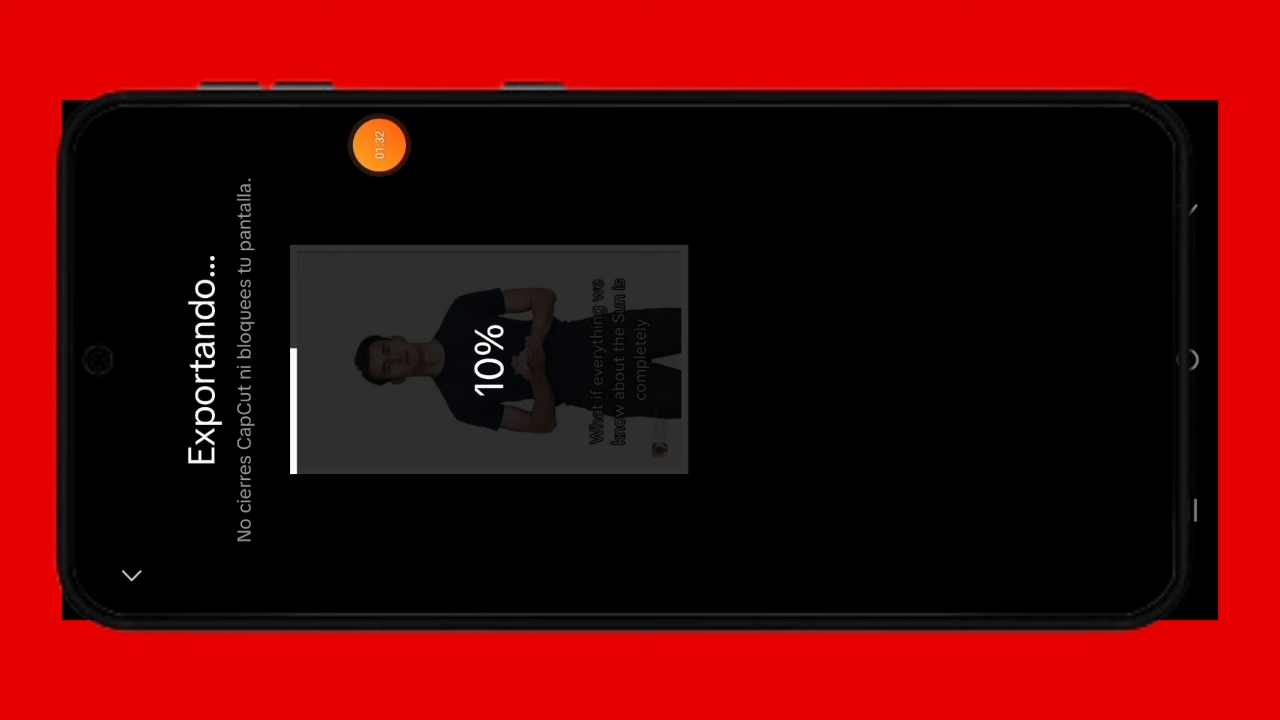 Exportando...
No cierres CapCut ni bloquees tu pantalla.
01:32
10%
What if everything we
know about the Sun is
completely